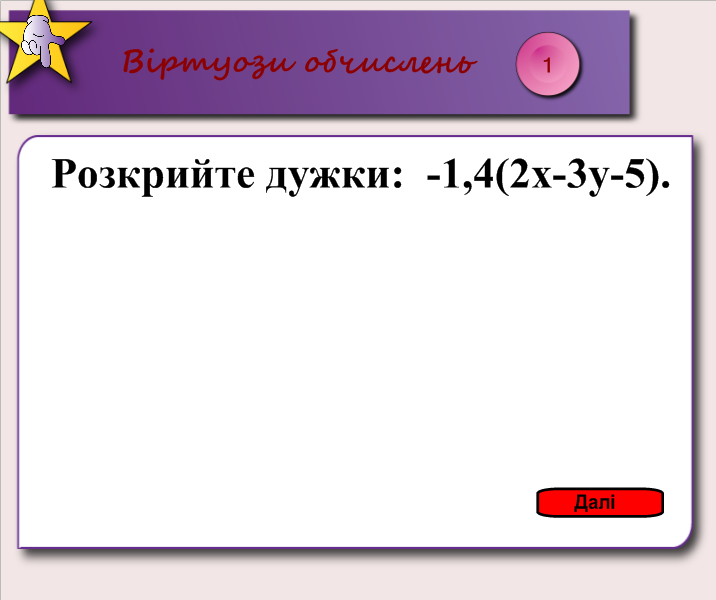 Віртуози обчислень
1
Розкрийте дужки: -1,4(2х-3у-5).
Далі